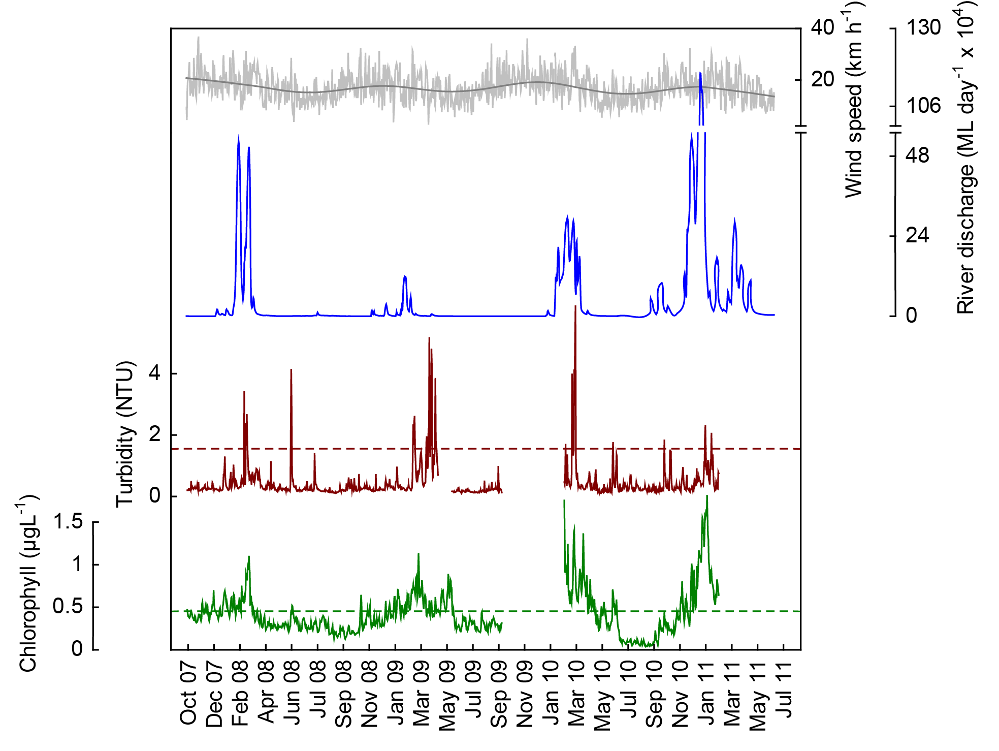 40
20
Wind speed (km h⁻¹)
130
106
48
24
0
River discharge (ML day⁻¹ x 10⁴)
4
2
0
Turbidity (NTU)
1.5
1
0.5
0
Chlorophyll (µgL⁻¹)
Oct 07
Dec 07
Feb 08
Apr 08
Jun 08
Jul 08
Sep 08
Nov 08
Jan 09
Mar 09
May 09
Jul 09
Sep 09
Nov 09
Jan 10
Mar 10
May 10
Jul 10
Sep 10
Nov 10
Jan 11
Mar 11
May 11
Jul 11